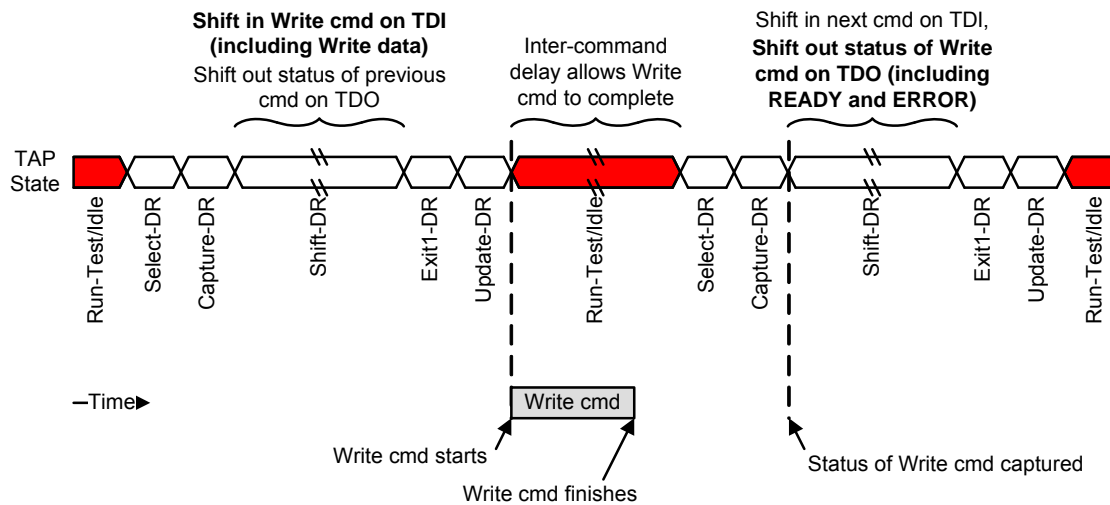 Shift in Write cmd on TDI
(including Write data)
Shift out status of previous
cmd on TDO
Inter-command
delay allows Write
cmd to complete
Shift in next cmd on TDI,
Shift out status of Write
cmd on TDO (including
READY and ERROR)
TAP
State
Run-Test/Idle
Select-DR
Capture-DR
Shift-DR
Exit1-DR
Update-DR
Run-Test/Idle
Select-DR
Capture-DR
Shift-DR
Exit1-DR
Update-DR
Run-Test/Idle
Time
Write cmd
Write cmd starts
Write cmd finishes
Status of Write cmd captured